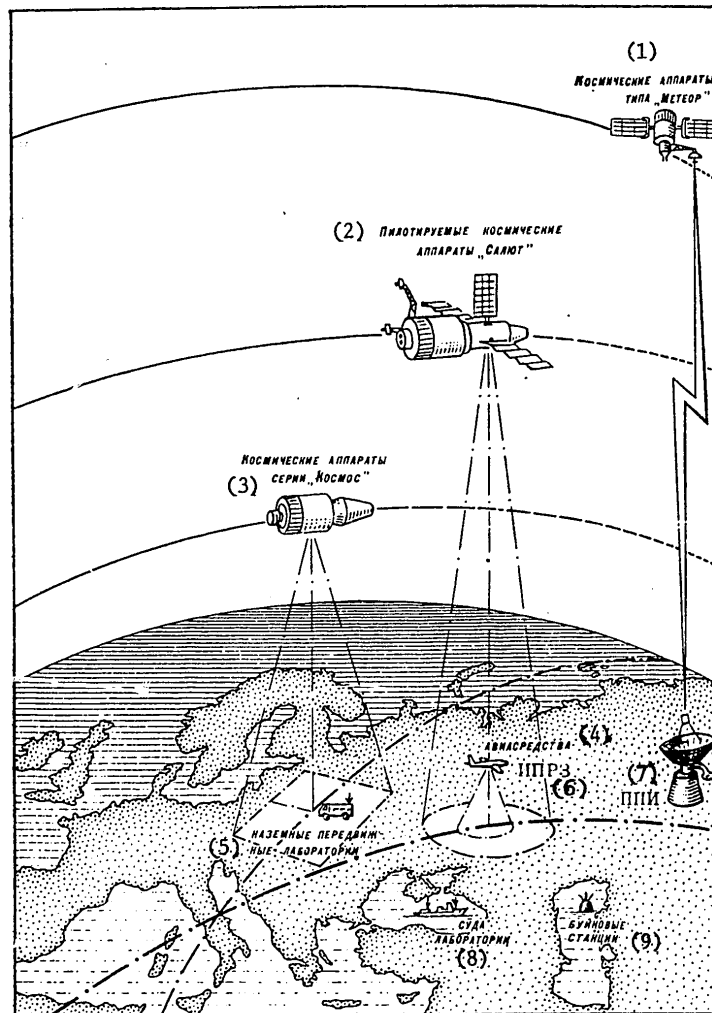 (1)
Космические аппараты
типа „Метеор"
(2) Пилотируемые космические
аппараты „Салют"
Космические аппараты
(3) серии „Космос"
Авиасредства (4)
ИПРЗ
(6)
(7)
ППИ
(5) Наземные передвиж-
ные лаборатории
Суда
лаборатории
(8)
Буйновые
станции (9)